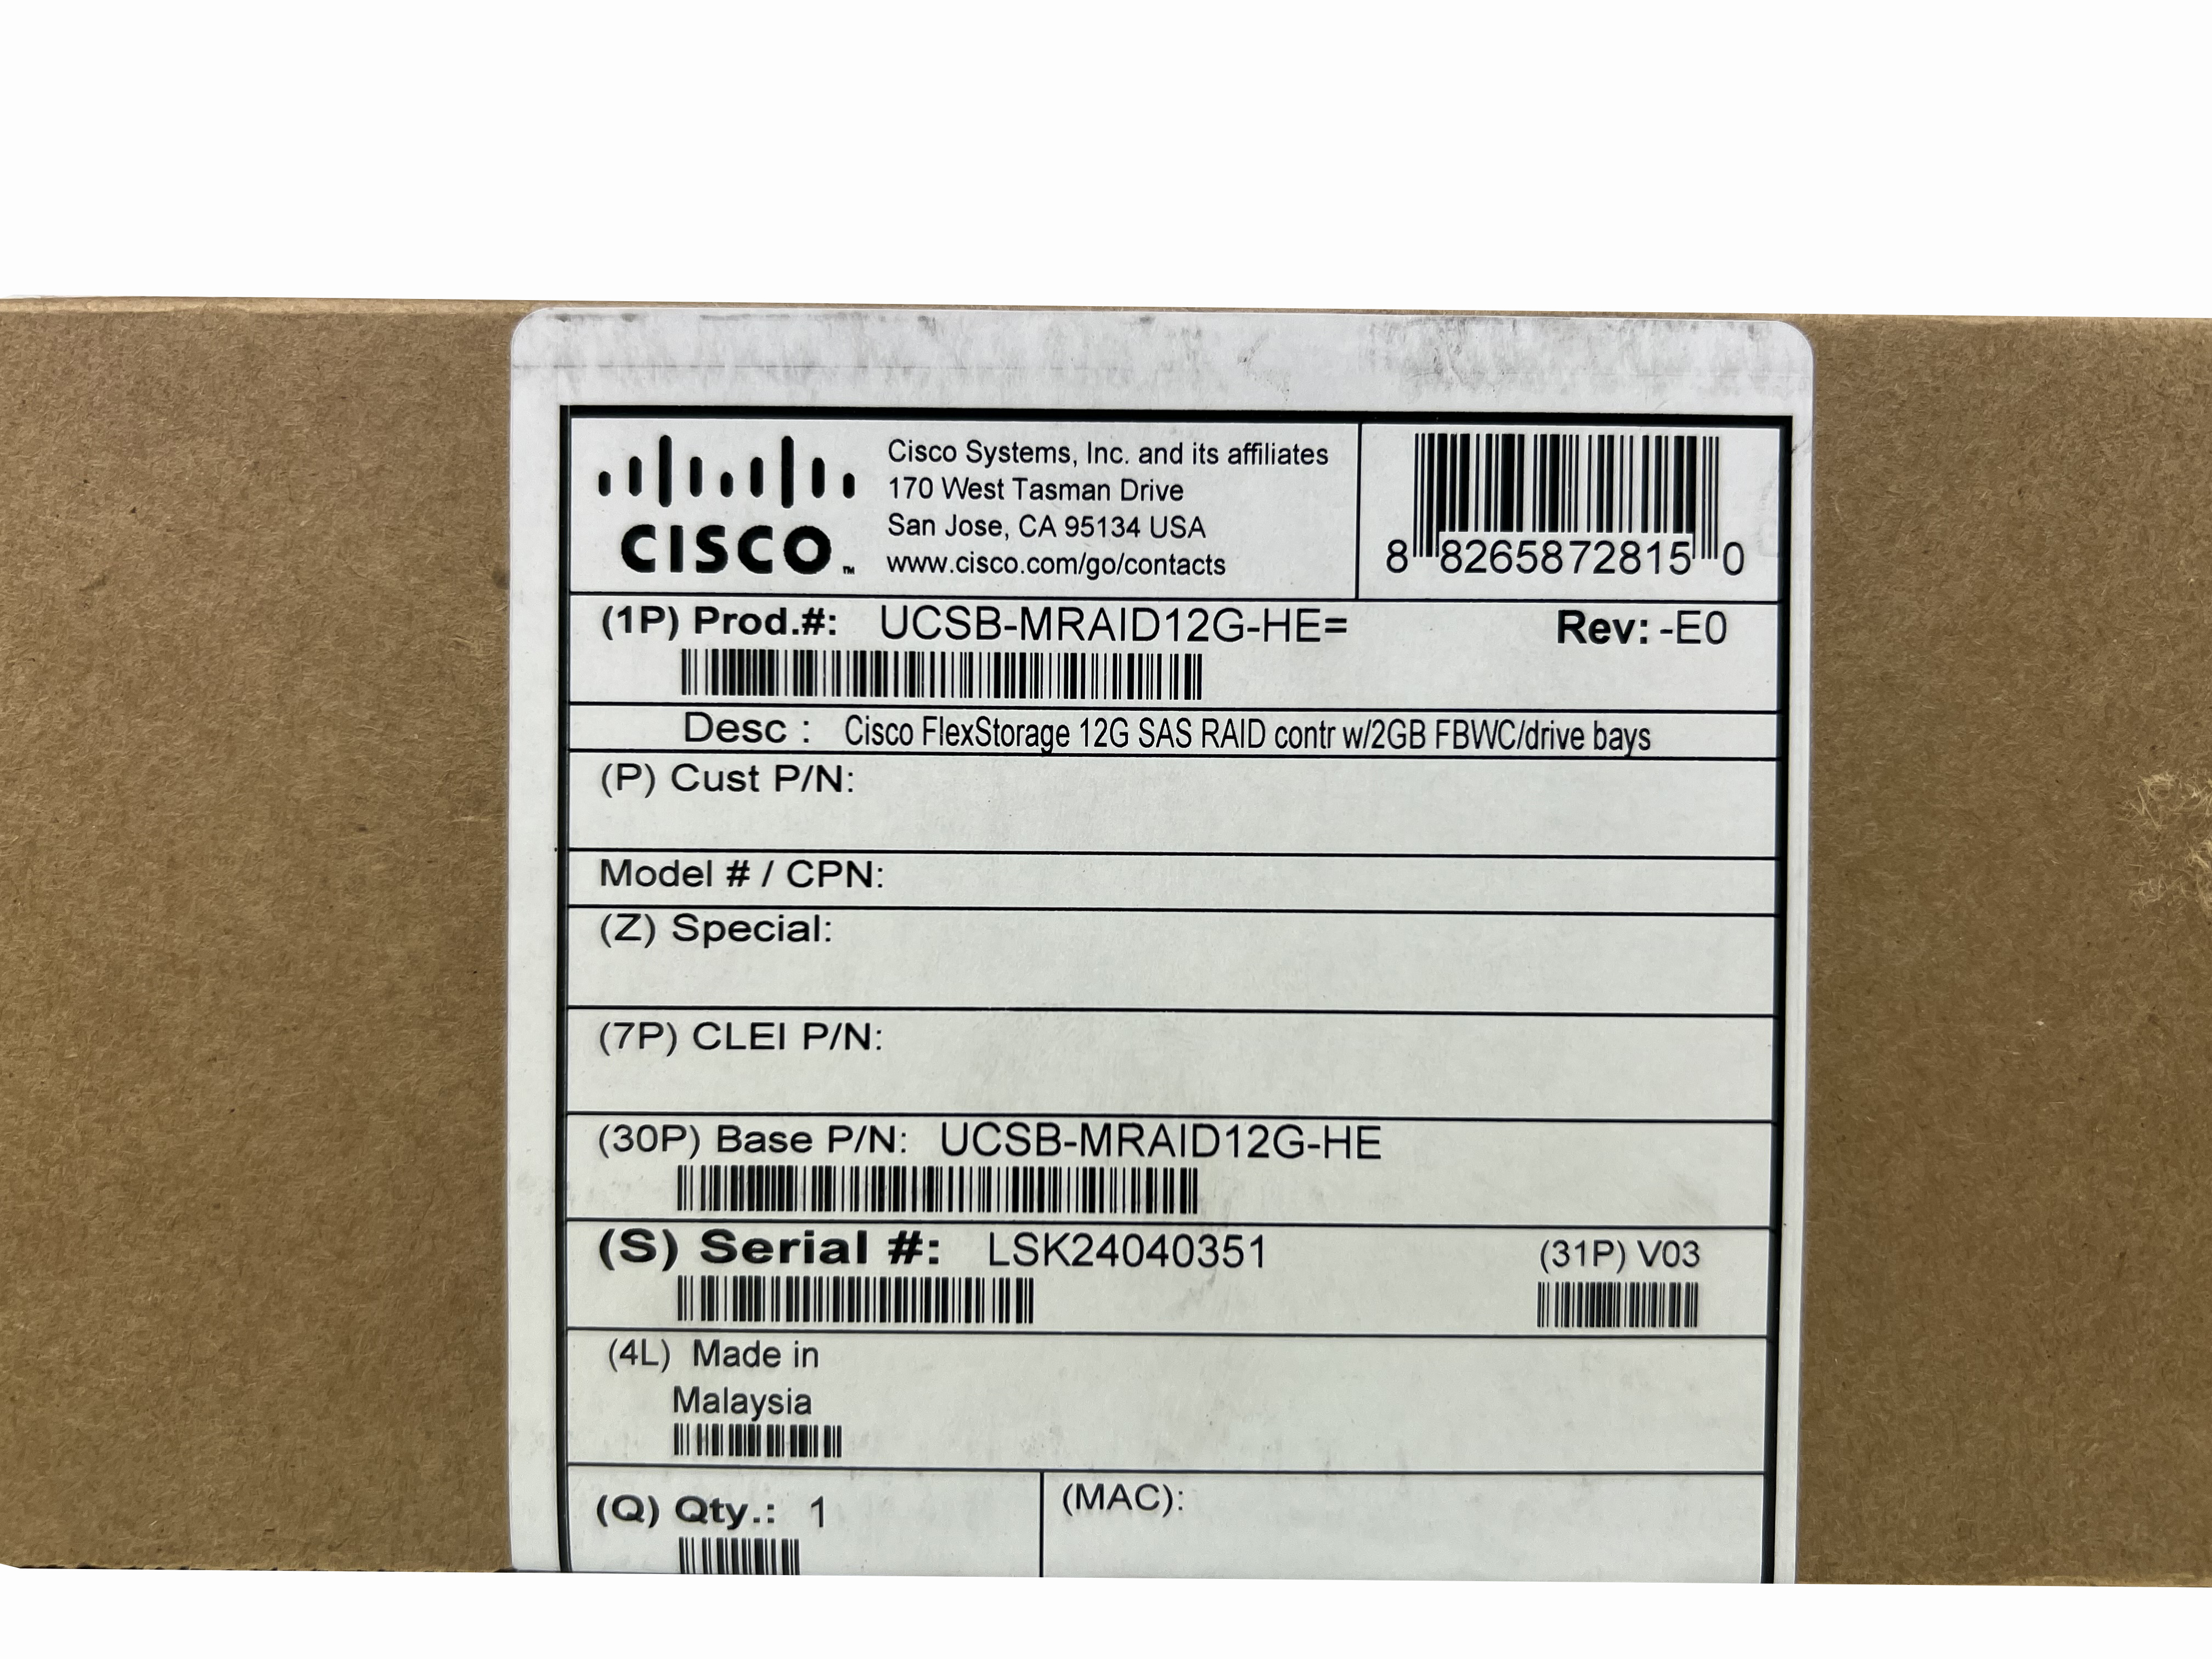 CISCO™
Cisco Systems, Inc. and its affiliates
170 West Tasman Drive
San Jose, CA 95134 USA
www.cisco.com/go/contacts
8 8265872815 0
(1P) Prod.#: UCSB-MRAID12G-HE= Rev: -E0
Desc : Cisco FlexStorage 12G SAS RAID contr w/2GB FBWC/drive bays
(P) Cust P/N:
Model # / CPN:
(Z) Special:
(7P) CLEI P/N:
(30P) Base P/N: UCSB-MRAID12G-HE
(S) Serial #: LSK24040351 (31P) V03
(4L) Made in
Malaysia
(Q) Qty.: 1 (MAC):